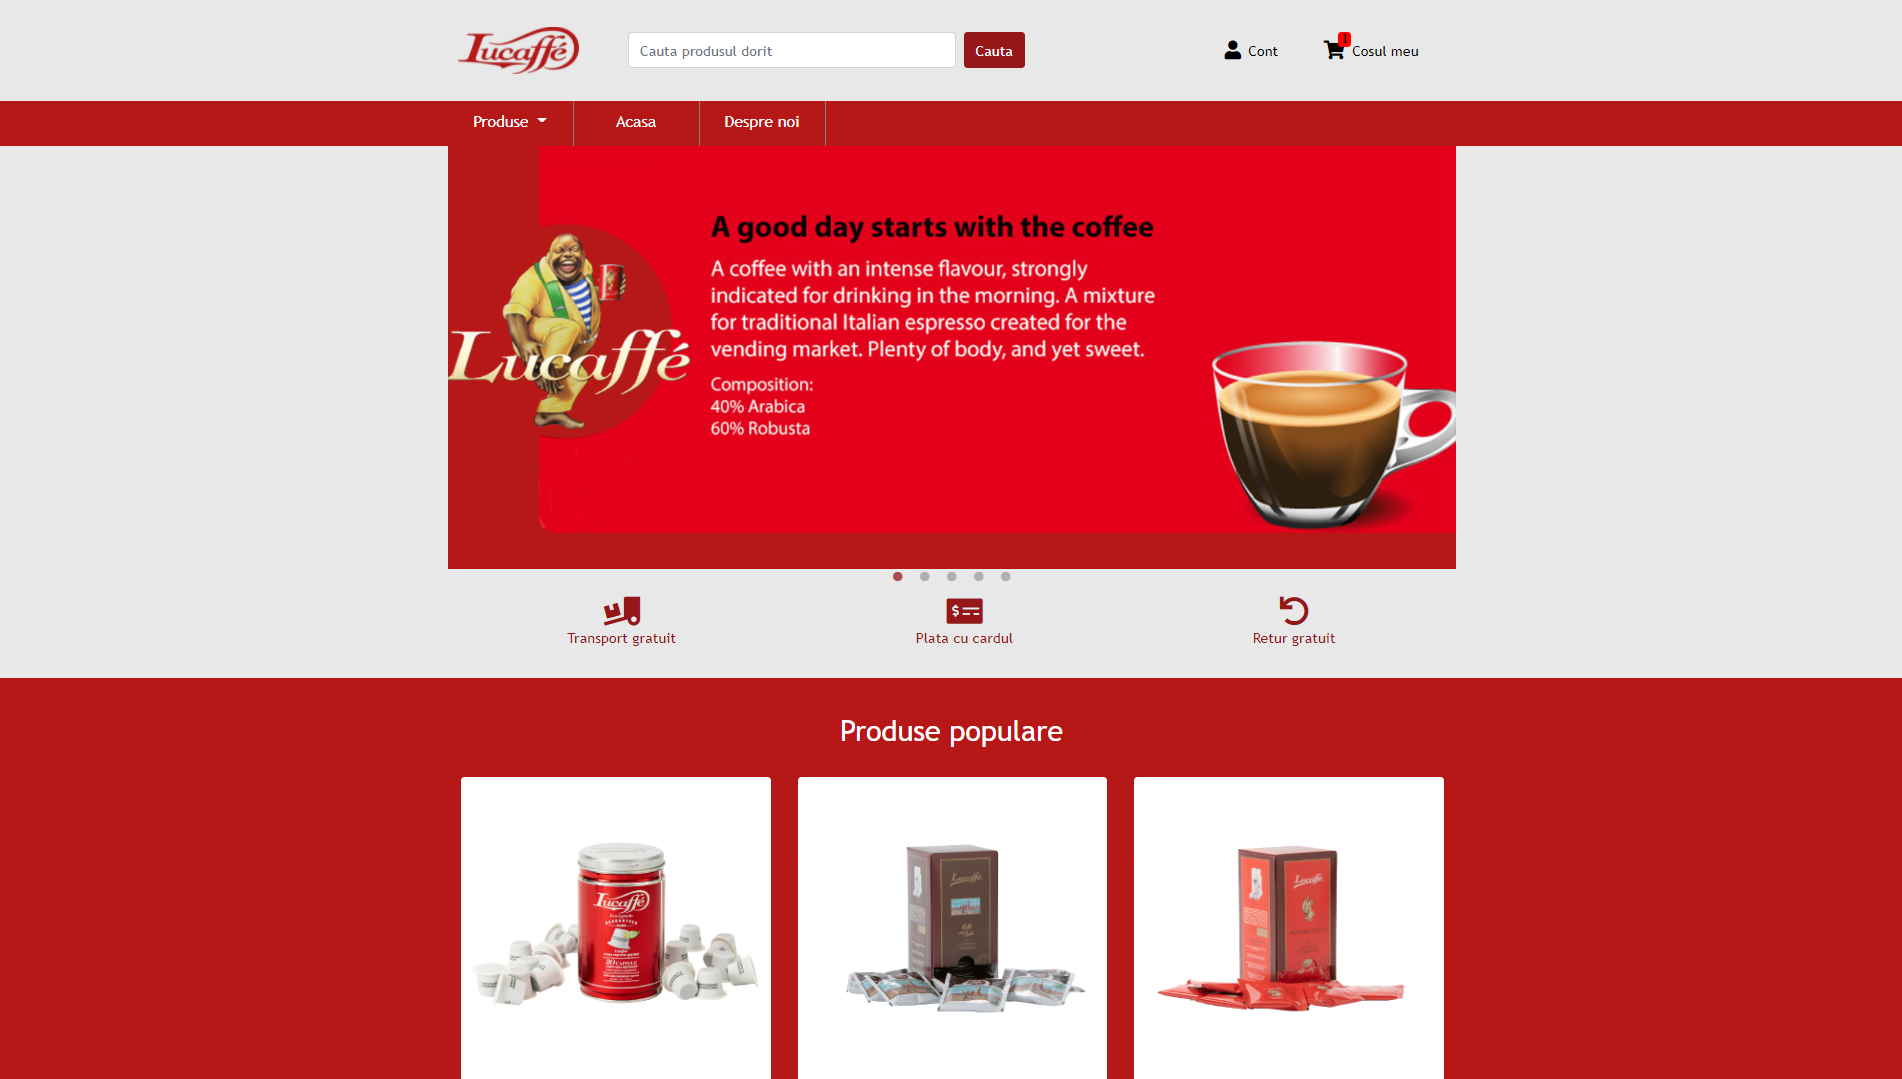 Lucaffé
Cauta produsul dorit
Cauta
Cont
1
Cosul meu
Produse
Acasa
Despre noi
A good day starts with the coffee
A coffee with an intense flavour, strongly
indicated for drinking in the morning. A mixture
for traditional Italian espresso created for the
vending market. Plenty of body, and yet sweet.
Lucaffé
Composition:
40% Arabica
60% Robusta
Transport gratuit
Plata cu cardul
Retur gratuit
Produse populare
Lucaffé
20 CAPSULE
Lucaffé
Lucaffé